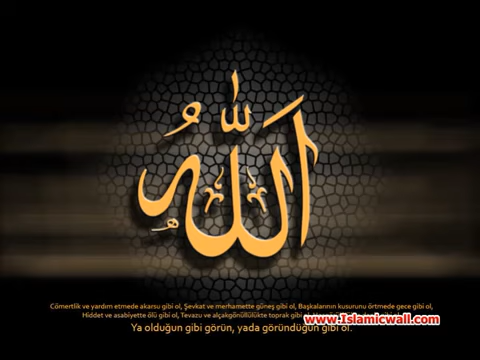 الله
Cömertlik ve yardım etmede akarsu gibi ol, Şevkat ve merhamette güneş gibi ol, Başkalarının kusurunu örtmede gece gibi ol,
Hiddet ve asabiyette ölü gibi ol, Tevazu ve alçakgönüllülükte toprak gibi ol,
www.Islamicwall.com
Ya olduğun gibi görün, yada göründüğün gibi ol.